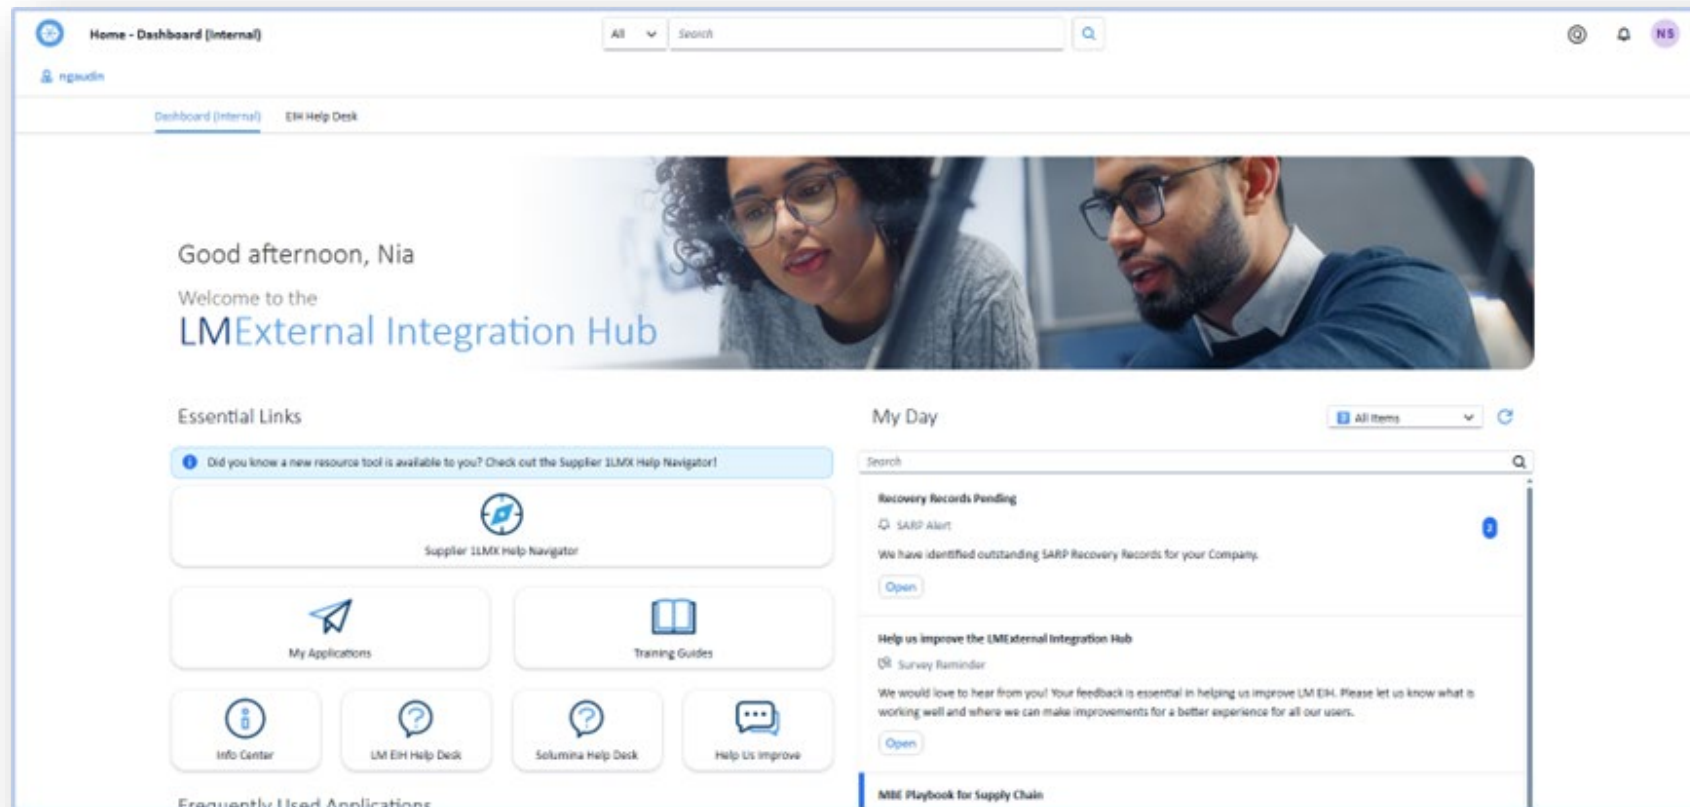 Home - Dashboard (Internal)
All
Search
NS
ngaudin
Dashboard (Internal)
EIH Help Desk
Good afternoon, Nia
Welcome to the
LMExternal Integration Hub
Essential Links
Did you know a new resource tool is available to you? Check out the Supplier 1LMX Help Navigator!
Supplier 1LMX Help Navigator
My Applications
Training Guides
Info Center
LM EIH Help Desk
Solumina Help Desk
Help Us Improve
Frequently Used Applications
My Day
All Items
Search
Recovery Records Pending
SARP Alert
We have identified outstanding SARP Recovery Records for your Company.
Open
Help us improve the LMExternal Integration Hub
Survey Reminder
We would love to hear from you! Your feedback is essential in helping us improve LM EIH. Please let us know what is
working well and where we can make improvements for a better experience for all our users.
Open
MBE Playbook for Supply Chain